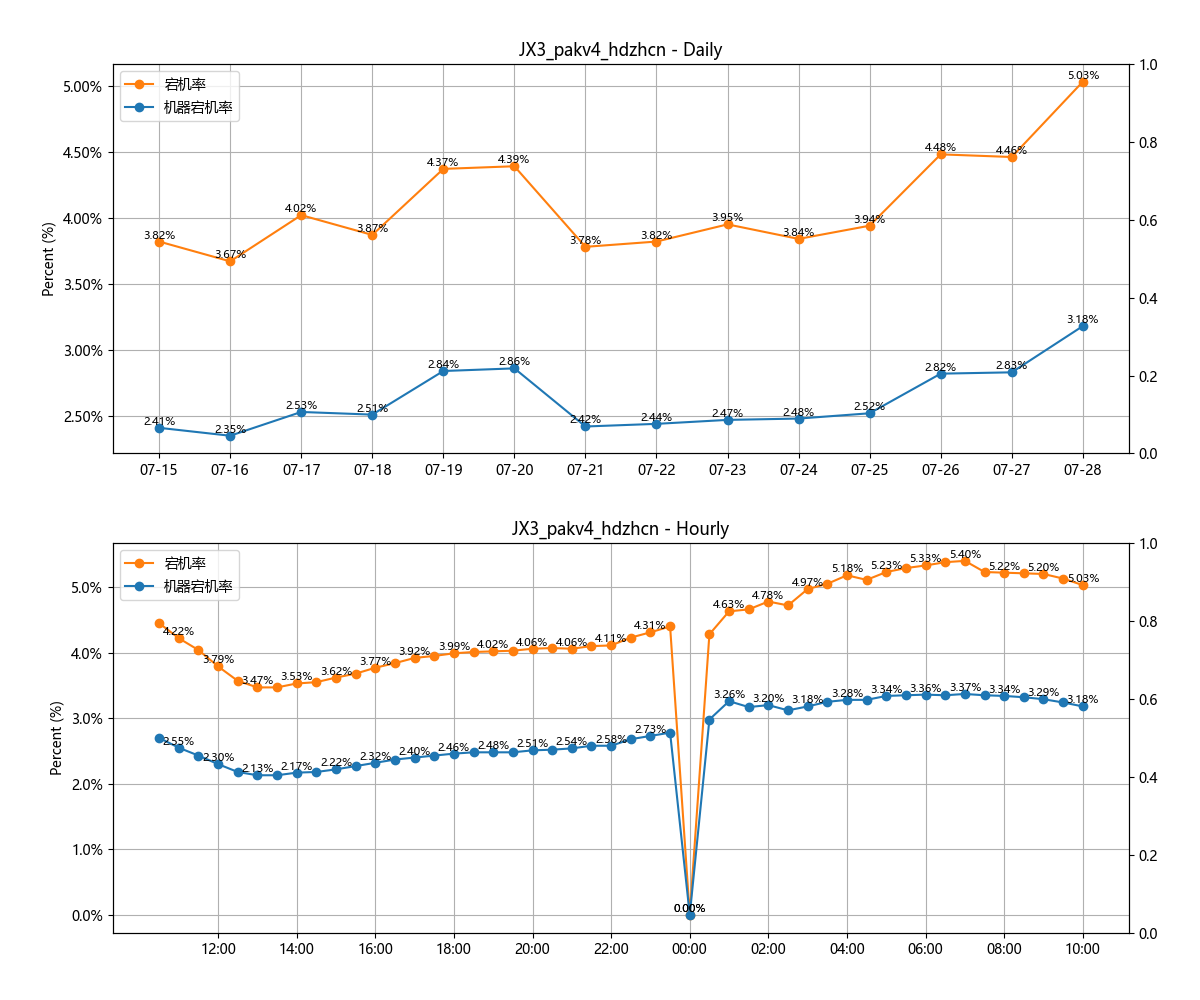 JX3_pakv4_hdzhcn - Daily
宕机率
机器宕机率
Percent (%)
5.00%
4.50%
4.00%
3.50%
3.00%
2.50%
1.0
0.8
0.6
0.4
0.2
0.0
3.82% 3.67% 4.02% 3.87% 4.37% 4.39% 3.78% 3.82% 3.95% 3.84% 3.94% 4.48% 4.46% 5.03%
2.41% 2.35% 2.53% 2.51% 2.84% 2.86% 2.42% 2.44% 2.47% 2.48% 2.52% 2.82% 2.83% 3.18%
07-15 07-16 07-17 07-18 07-19 07-20 07-21 07-22 07-23 07-24 07-25 07-26 07-27 07-28
JX3_pakv4_hdzhcn - Hourly
宕机率
机器宕机率
Percent (%)
5.0%
4.0%
3.0%
2.0%
1.0%
0.0%
1.0
0.8
0.6
0.4
0.2
0.0
4.22% 3.79% 3.47% 3.53% 3.62% 3.77% 3.92% 3.99% 4.02% 4.06% 4.06% 4.11% 4.31% 0.00% 4.63% 4.78% 4.97% 5.18% 5.23% 5.33% 5.40% 5.22% 5.20% 5.03%
2.55% 2.30% 2.13% 2.17% 2.22% 2.32% 2.40% 2.46% 2.48% 2.51% 2.54% 2.58% 2.73% 0.00% 3.26% 3.20% 3.18% 3.28% 3.34% 3.36% 3.37% 3.34% 3.29% 3.18%
12:00 14:00 16:00 18:00 20:00 22:00 00:00 02:00 04:00 06:00 08:00 10:00